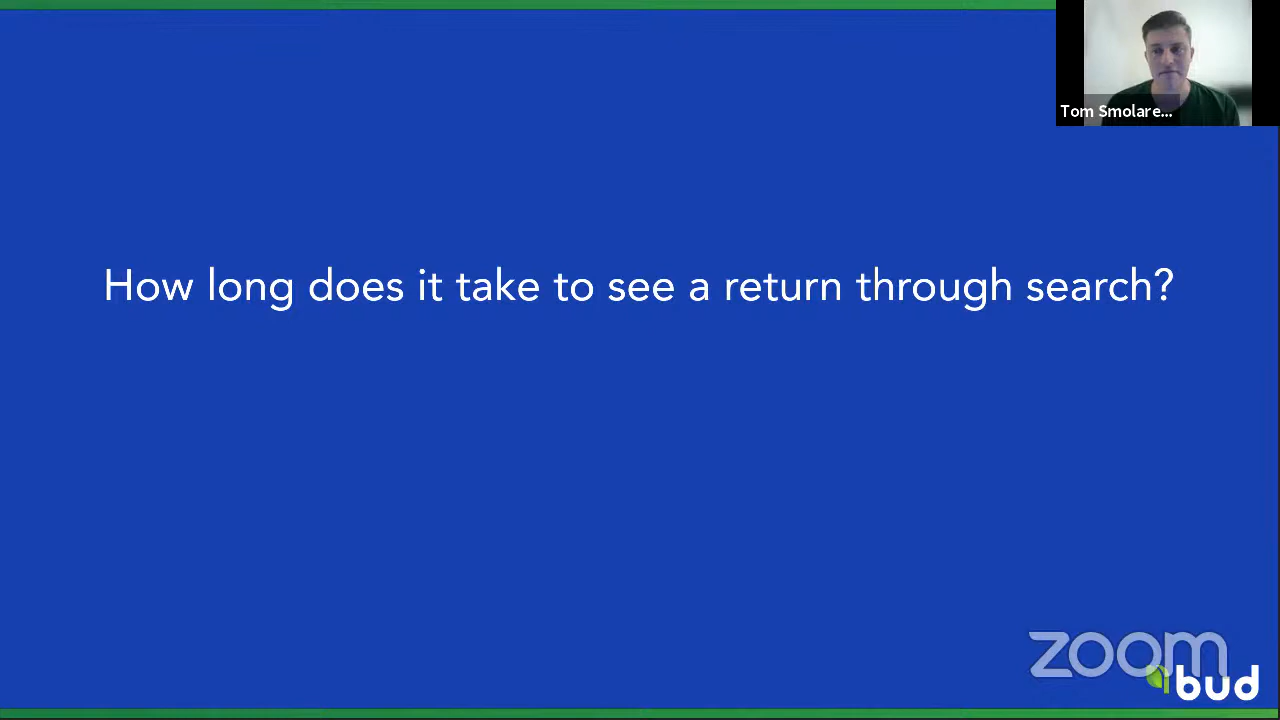 Tom Smolare...
How long does it take to see a return through search?
zoom
bud